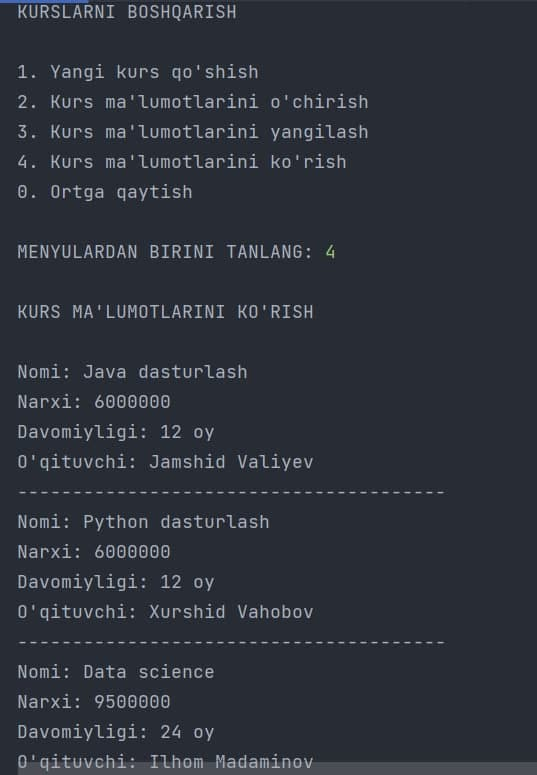 KURSLARNI BOSHQARISH
1. Yangi kurs qo'shish
2. Kurs ma'lumotlarini o'chirish
3. Kurs ma'lumotlarini yangilash
4. Kurs ma'lumotlarini ko'rish
0. Ortga qaytish
MENYULARDAN BIRINI TANLANG: 4
KURS MA'LUMOTLARINI KO'RISH
Nomi: Java dasturlash
Narxi: 6000000
Davomiyligi: 12 oy
O'qituvchi: Jamshid Valiyev
---------------------------------------
Nomi: Python dasturlash
Narxi: 6000000
Davomiyligi: 12 oy
O'qituvchi: Xurshid Vahobov
---------------------------------------
Nomi: Data science
Narxi: 9500000
Davomiyligi: 24 oy
O'qituvchi: Ilhom Madaminov